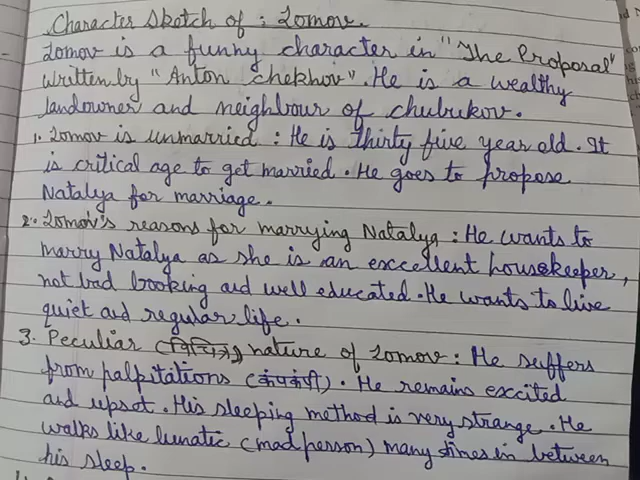 Character Sketch of : Lomov.
Lomov is a funny character in "The Proposal"
written by "Anton Chekhov". He is a wealthy
landowner and neighbour of chubukov.
1. Lomov is unmarried : He is thirty five year old. It
is critical age to get married. He goes to propose
Natalya for marriage.
2. Lomov's reasons for marrying Natalya : He wants to
marry Natalya as she is an excellent housekeeper,
not bad looking and well educated. He wants to live
quiet and regular life.
3. Peculiar (विचित्र) nature of Lomov : He suffers
from palpitations (कंपकंपी). He remains excited
and upset. His sleeping method is very strange. He
walks like lunatic (mad person) many times in between
his sleep.